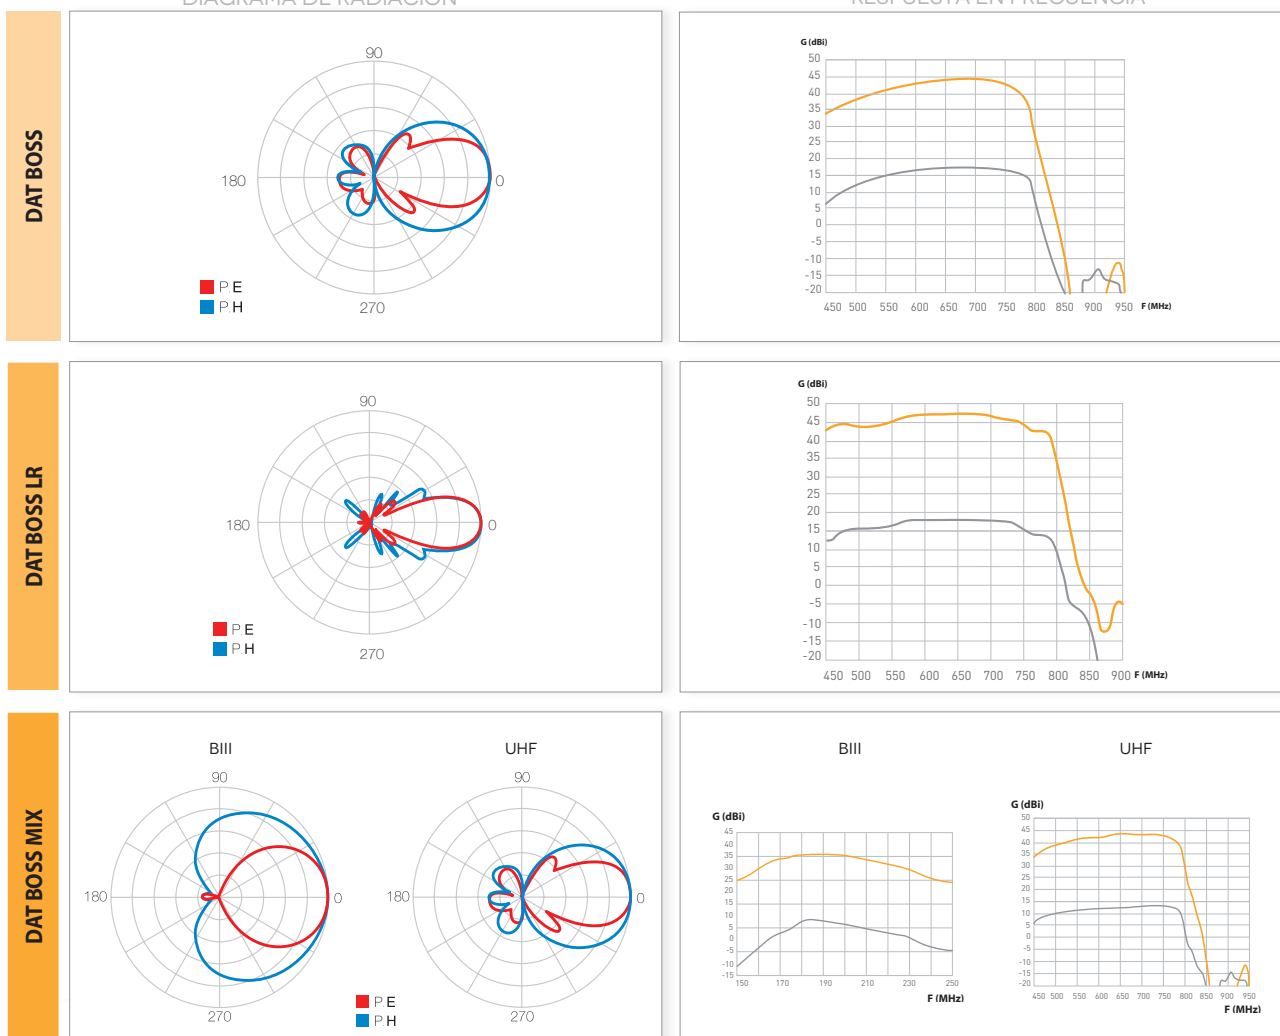 DIAGRAMA DE RADIACIÓN
RESPUESTA EN FRECUENCIA
DAT BOSS
90
180
0
270
P.E
P.H
G (dBi)
50
45
40
35
30
25
20
15
10
5
0
-5
-10
-15
-20
450 500 550 600 650 700 750 800 850 900 950 F (MHz)
DAT BOSS LR
90
180
0
270
P.E
P.H
G (dBi)
50
45
40
35
30
25
20
15
10
5
0
-5
-10
-15
-20
450 500 550 600 650 700 750 800 850 900 F (MHz)
DAT BOSS MIX
BIII
90
180
0
270
UHF
90
180
0
270
P.E
P.H
BIII
G (dBi)
45
40
35
30
25
20
15
10
5
0
-5
-10
-15
150 170 190 210 230 250
F (MHz)
UHF
G (dBi)
50
45
40
35
30
25
20
15
10
5
0
-5
-10
-15
-20
450 500 550 600 650 700 750 800 850 900 950
F (MHz)